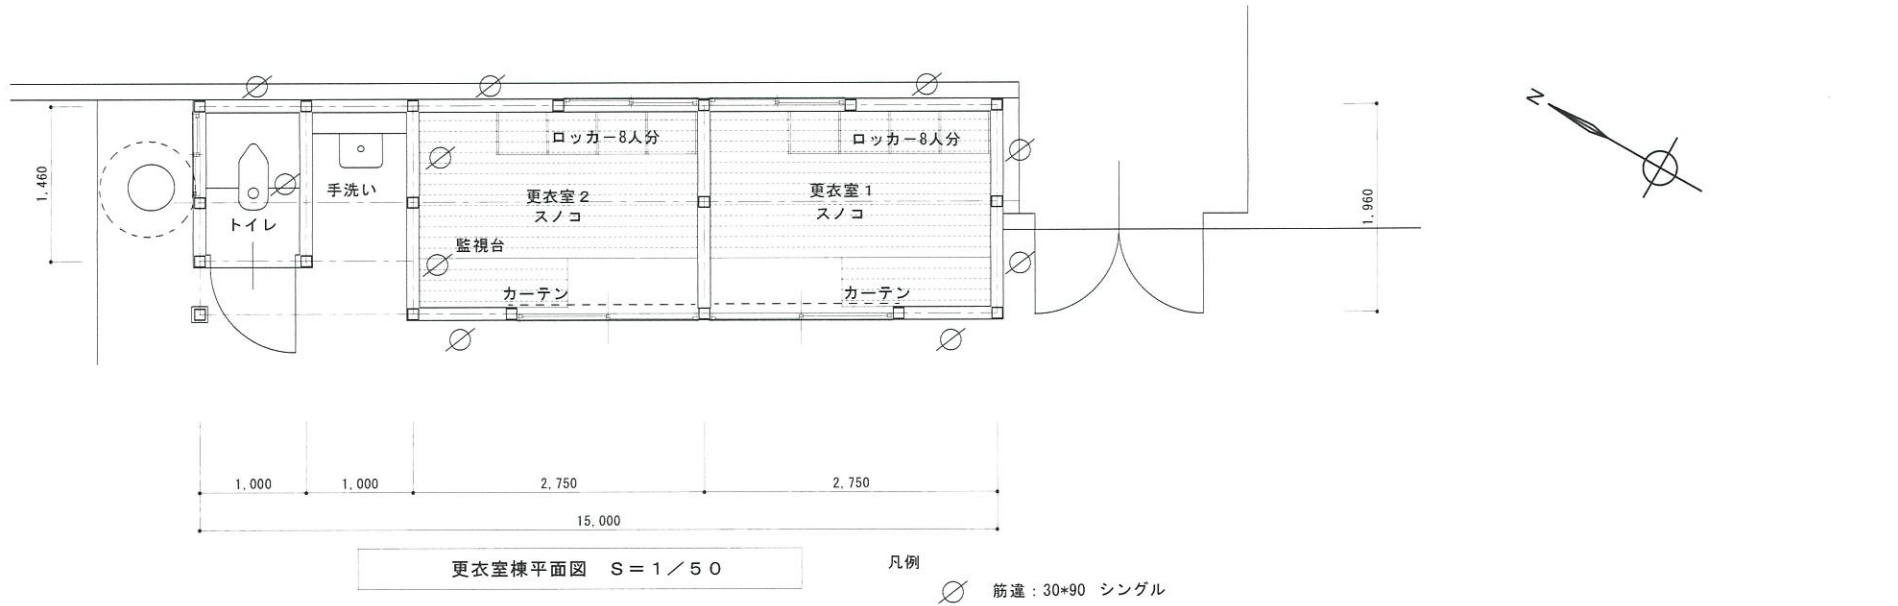 N
ロッカー8人分
ロッカー8人分
1,460
手洗い
更衣室2
スノコ
更衣室1
スノコ
1,960
トイレ
監視台
カーテン
カーテン
1,000
1,000
2,750
2,750
15,000
更衣室棟平面図 S=1/50
凡例
筋違:30*90 シングル